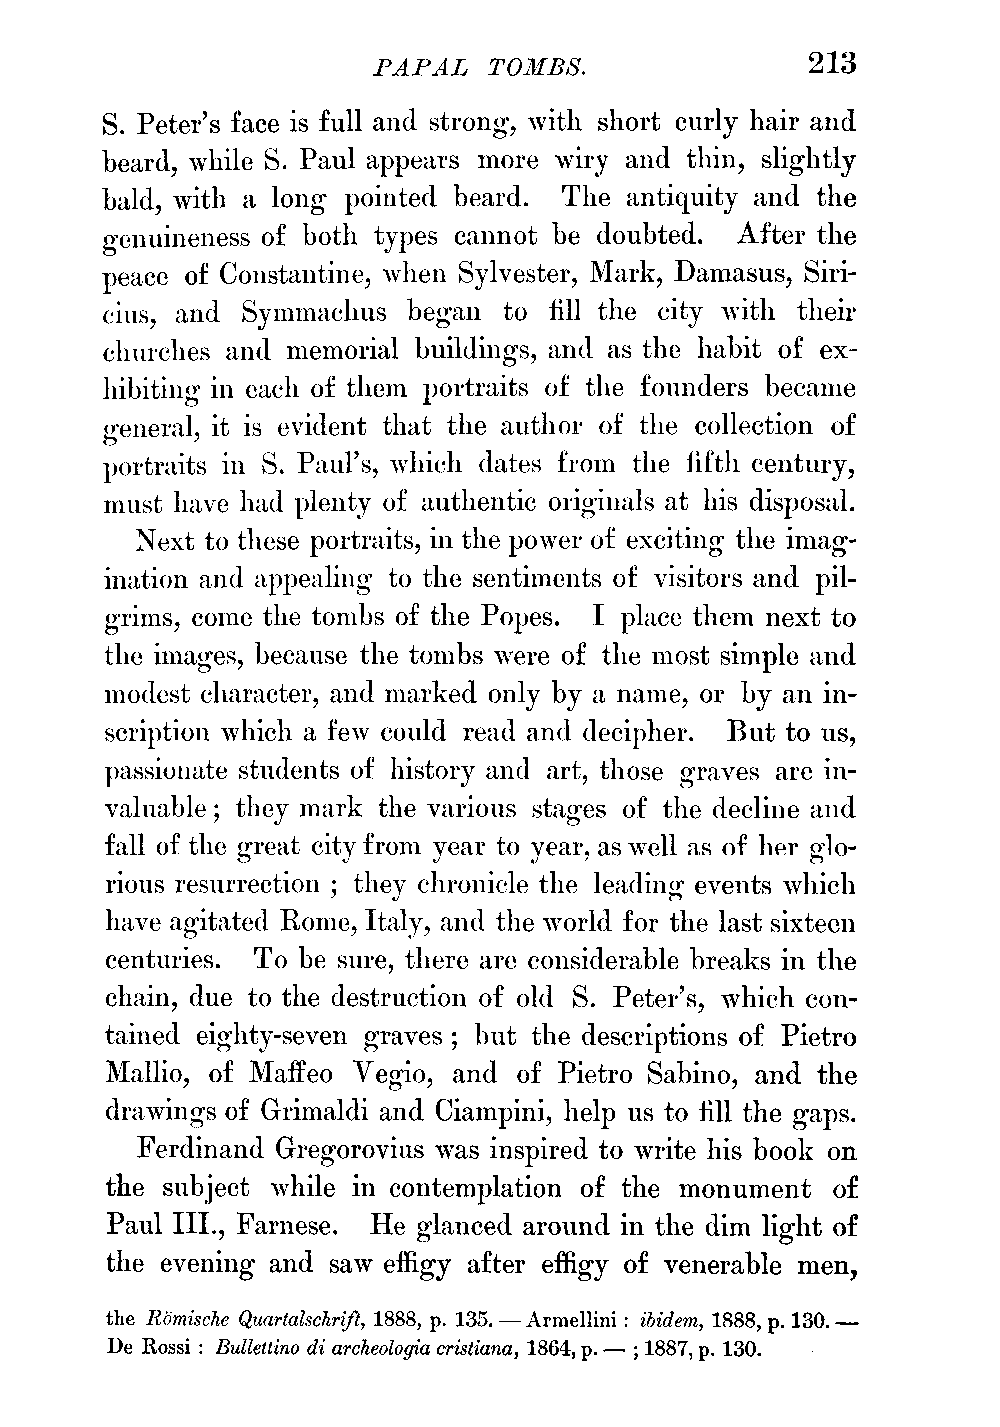 PAPAL TOMBS. 213
S. Peter's face is full and strong, with short curly hair and
beard, while S. Paul appears more wiry and thin, slightly
bald, with a long pointed beard. The antiquity and the
genuineness of both types cannot be doubted. After the
peace of Constantine, when Sylvester, Mark, Damasus, Siri-
cius, and Symmachus began to fill the city with their
churches and memorial buildings, and as the habit of ex-
hibiting in each of them portraits of the founders became
general, it is evident that the author of the collection of
portraits in S. Paul's, which dates from the fifth century,
must have had plenty of authentic originals at his disposal.
Next to these portraits, in the power of exciting the imag-
ination and appealing to the sentiments of visitors and pil-
grims, come the tombs of the Popes. I place them next to
the images, because the tombs were of the most simple and
modest character, and marked only by a name, or by an in-
scription which a few could read and decipher. But to us,
passionate students of history and art, those graves are in-
valuable; they mark the various stages of the decline and
fall of the great city from year to year, as well as of her glo-
rious resurrection ; they chronicle the leading events which
have agitated Rome, Italy, and the world for the last sixteen
centuries. To be sure, there are considerable breaks in the
chain, due to the destruction of old S. Peter's, which con-
tained eighty-seven graves ; but the descriptions of Pietro
Mallio, of Maffeo Vegio, and of Pietro Sabino, and the
drawings of Grimaldi and Ciampini, help us to fill the gaps.
Ferdinand Gregorovius was inspired to write his book on
the subject while in contemplation of the monument of
Paul III., Farnese. He glanced around in the dim light of
the evening and saw effigy after effigy of venerable men,
the Römische Quartalschrift, 1888, p. 135. — Armellini : ibidem, 1888, p. 130. —
De Rossi : Bullettino di archeologia cristiana, 1864, p. — ; 1887, p. 130.